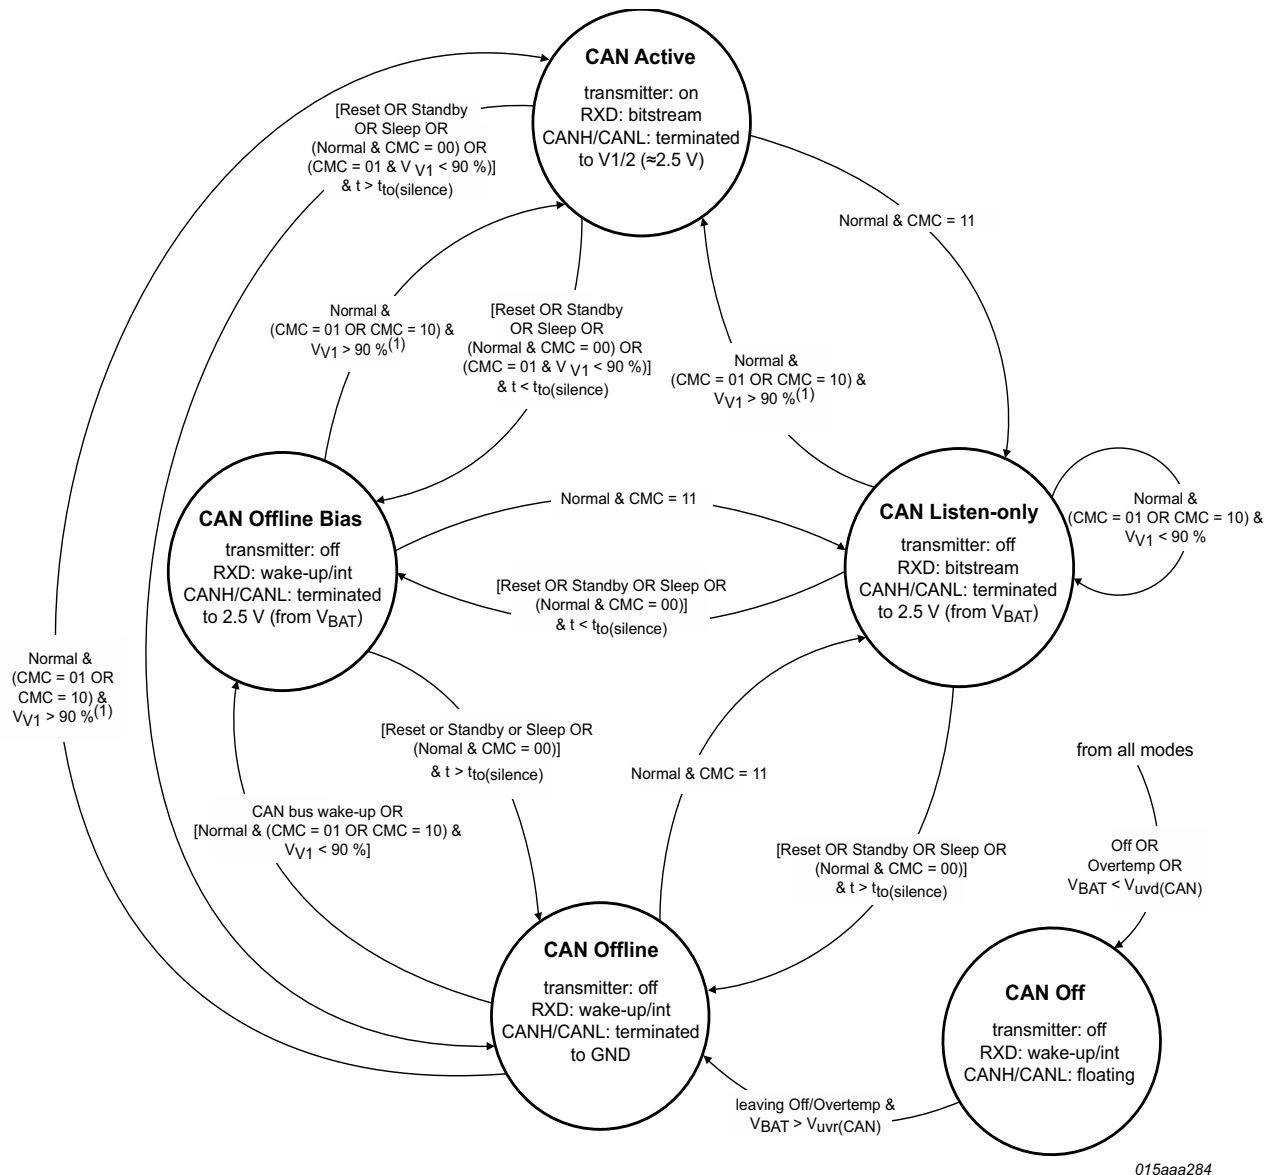 CAN Active
transmitter: on
RXD: bitstream
CANH/CANL: terminated
to V1/2 (≈2.5 V)
[Reset OR Standby
OR Sleep OR
(Normal & CMC = 00) OR
(CMC = 01 & V V1 < 90 %)]
& t > tto(silence)
Normal & CMC = 11
Normal &
(CMC = 01 OR CMC = 10) &
VV1 > 90 %(1)
[Reset OR Standby
OR Sleep OR
(Normal & CMC = 00) OR
(CMC = 01 & V V1 < 90 %)]
& t < tto(silence)
Normal &
(CMC = 01 OR CMC = 10) &
VV1 > 90 %(1)
CAN Offline Bias
transmitter: off
RXD: wake-up/int
CANH/CANL: terminated
to 2.5 V (from VBAT)
Normal & CMC = 11
[Reset OR Standby OR Sleep OR
(Normal & CMC = 00)]
& t < tto(silence)
CAN Listen-only
transmitter: off
RXD: bitstream
CANH/CANL: terminated
to 2.5 V (from VBAT)
Normal &
(CMC = 01 OR CMC = 10) &
VV1 < 90 %
Normal &
(CMC = 01 OR
CMC = 10) &
VV1 > 90 %(1)
[Reset or Standby or Sleep OR
(Nomal & CMC = 00)]
& t > tto(silence)
Normal & CMC = 11
CAN bus wake-up OR
[Normal & (CMC = 01 OR CMC = 10) &
VV1 < 90 %]
[Reset OR Standby OR Sleep OR
(Normal & CMC = 00)]
& t > tto(silence)
from all modes
Off OR
Overtemp OR
VBAT < Vuvd(CAN)
CAN Offline
transmitter: off
RXD: wake-up/int
CANH/CANL: terminated
to GND
CAN Off
transmitter: off
RXD: wake-up/int
CANH/CANL: floating
leaving Off/Overtemp &
VBAT > Vuvr(CAN)
015aaa284